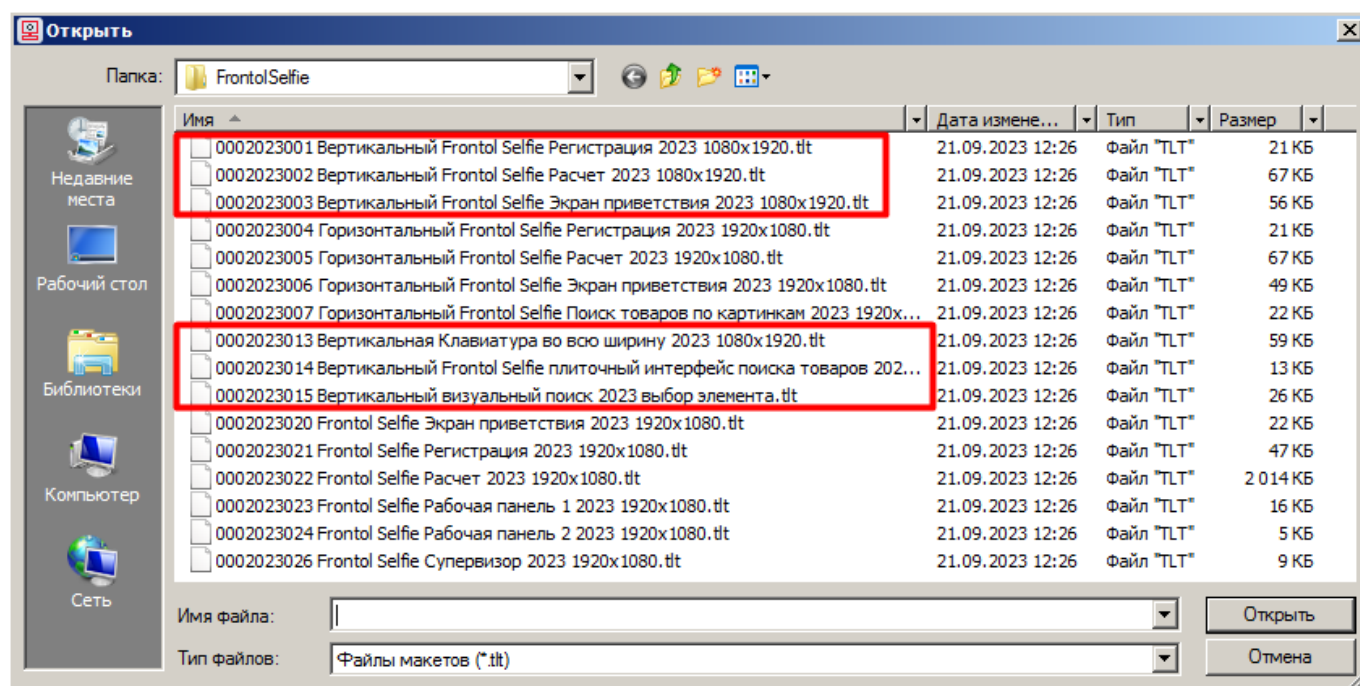 Открыть
Папка: FrontolSelfie
Имя Дата измене... Тип Размер
0002023001 Вертикальный Frontol Selfie Регистрация 2023 1080x1920.tlt 21.09.2023 12:26 Файл "TLT" 21 КБ
0002023002 Вертикальный Frontol Selfie Расчет 2023 1080x1920.tlt 21.09.2023 12:26 Файл "TLT" 67 КБ
0002023003 Вертикальный Frontol Selfie Экран приветствия 2023 1080x1920.tlt 21.09.2023 12:26 Файл "TLT" 56 КБ
0002023004 Горизонтальный Frontol Selfie Регистрация 2023 1920x1080.tlt 21.09.2023 12:26 Файл "TLT" 21 КБ
0002023005 Горизонтальный Frontol Selfie Расчет 2023 1920x1080.tlt 21.09.2023 12:26 Файл "TLT" 67 КБ
0002023006 Горизонтальный Frontol Selfie Экран приветствия 2023 1920x1080.tlt 21.09.2023 12:26 Файл "TLT" 49 КБ
0002023007 Горизонтальный Frontol Selfie Поиск товаров по картинкам 2023 1920x... 21.09.2023 12:26 Файл "TLT" 22 КБ
0002023013 Вертикальная Клавиатура во всю ширину 2023 1080x1920.tlt 21.09.2023 12:26 Файл "TLT" 59 КБ
0002023014 Вертикальный Frontol Selfie плиточный интерфейс поиска товаров 202... 21.09.2023 12:26 Файл "TLT" 13 КБ
0002023015 Вертикальный визуальный поиск 2023 выбор элемента.tlt 21.09.2023 12:26 Файл "TLT" 26 КБ
0002023020 Frontol Selfie Экран приветствия 2023 1920x1080.tlt 21.09.2023 12:26 Файл "TLT" 22 КБ
0002023021 Frontol Selfie Регистрация 2023 1920x1080.tlt 21.09.2023 12:26 Файл "TLT" 47 КБ
0002023022 Frontol Selfie Расчет 2023 1920x1080.tlt 21.09.2023 12:26 Файл "TLT" 2 014 КБ
0002023023 Frontol Selfie Рабочая панель 1 2023 1920x1080.tlt 21.09.2023 12:26 Файл "TLT" 16 КБ
0002023024 Frontol Selfie Рабочая панель 2 2023 1920x1080.tlt 21.09.2023 12:26 Файл "TLT" 5 КБ
0002023026 Frontol Selfie Супервизор 2023 1920x1080.tlt 21.09.2023 12:26 Файл "TLT" 9 КБ
Недавние
места
Рабочий стол
Библиотеки
Компьютер
Сеть
Имя файла: Открыть
Тип файлов: Файлы макетов (*.tlt) Отмена